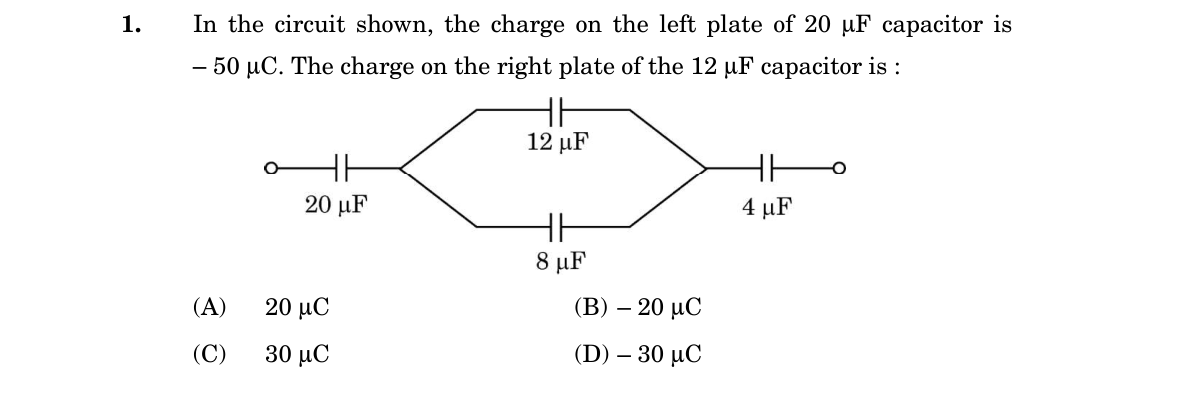 1. In the circuit shown, the charge on the left plate of 20 μF capacitor is
– 50 μC. The charge on the right plate of the 12 μF capacitor is :
12 μF
20 μF
4 μF
8 μF
(A) 20 μC (B) – 20 μC
(C) 30 μC (D) – 30 μC